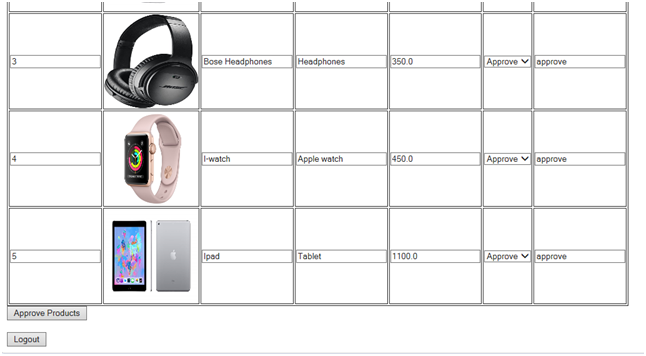 3 Bose Headphones Headphones 350.0 Approve approve
4 I-watch Apple watch 450.0 Approve approve
5 Ipad Tablet 1100.0 Approve approve
Approve Products
Logout